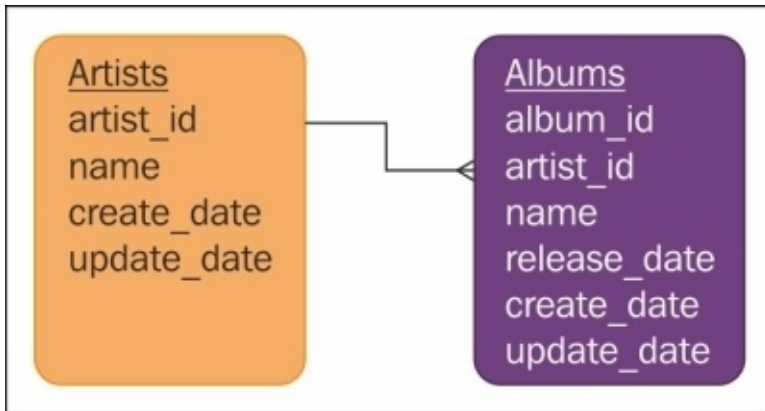 Artists
artist_id
name
create_date
update_date
Albums
album_id
artist_id
name
release_date
create_date
update_date